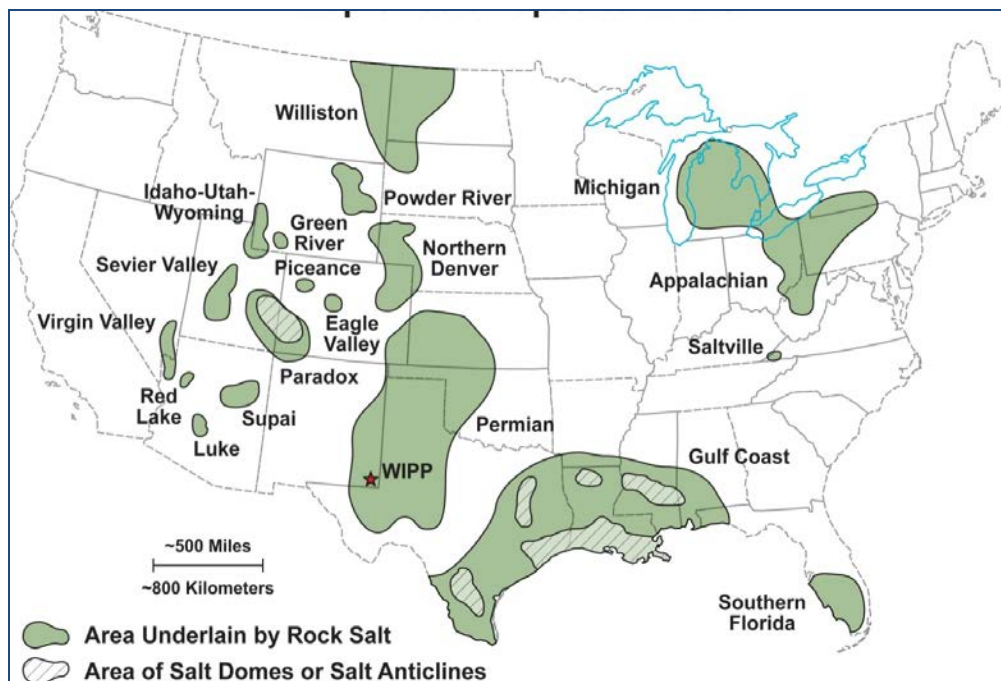 Williston
Michigan
Idaho-Utah-
Wyoming
Powder River
Green
River
Northern
Denver
Sevier Valley
Piceance
Appalachian
Virgin Valley
Eagle
Valley
Saltville
Paradox
Red
Lake
Supai
Permian
Luke
Gulf Coast
WIPP
~500 Miles
~800 Kilometers
Southern
Florida
Area Underlain by Rock Salt
Area of Salt Domes or Salt Anticlines